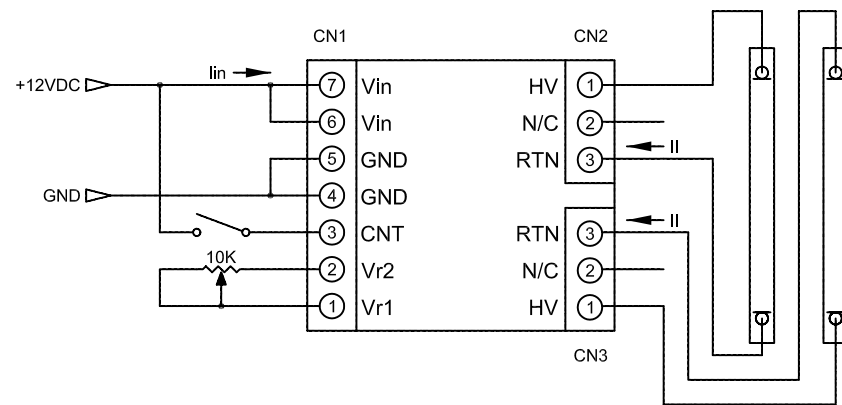 CN1 CN2
+12VDC Iin 7 Vin HV 1
6 Vin N/C 2
5 GND RTN 3 Il
GND 4 GND
3 CNT RTN 3 Il
10K 2 Vr2 N/C 2
1 Vr1 HV 1
CN3